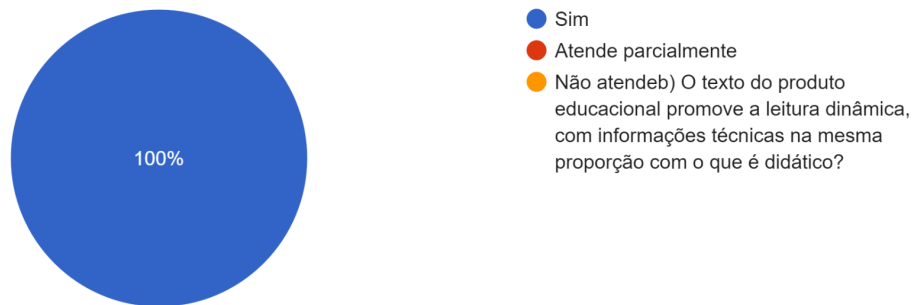 100%
Sim
Atende parcialmente
Não atendeb) O texto do produto
educacional promove a leitura dinâmica,
com informações técnicas na mesma
proporção com o que é didático?